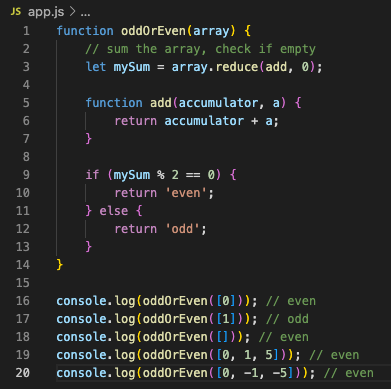 JS app.js > ...
1 function oddOrEven(array) {
2     // sum the array, check if empty
3     let mySum = array.reduce(add, 0);
4
5     function add(accumulator, a) {
6         return accumulator + a;
7     }
8
9     if (mySum % 2 == 0) {
10         return 'even';
11     } else {
12         return 'odd';
13     }
14 }
15
16 console.log(oddOrEven([0])); // even
17 console.log(oddOrEven([1])); // odd
18 console.log(oddOrEven([])); // even
19 console.log(oddOrEven([0, 1, 5])); // even
20 console.log(oddOrEven([0, -1, -5])); // even